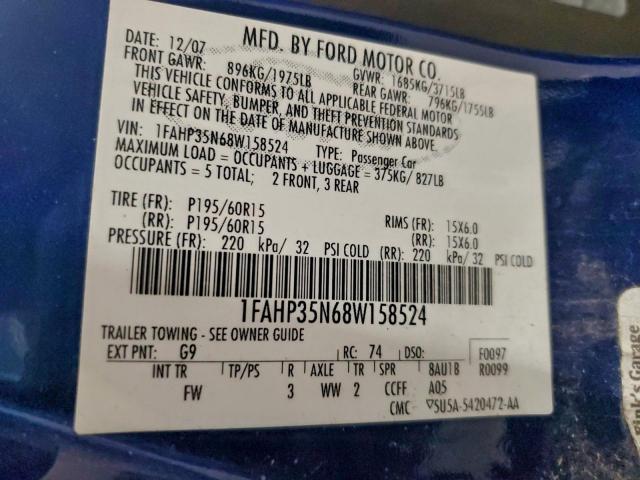 MFD. BY FORD MOTOR CO.
DATE: 12/07 GVWR: 1685KG/3715LB
FRONT GAWR: 896KG/1975LB REAR GAWR: 796KG/1755LB
THIS VEHICLE CONFORMS TO ALL APPLICABLE FEDERAL MOTOR
VEHICLE SAFETY, BUMPER, AND THEFT PREVENTION STANDARDS
IN EFFECT ON THE DATE OF MANUFACTURE SHOWN ABOVE.
VIN: 1FAHP35N68W158524 TYPE: Passenger Car
MAXIMUM LOAD = OCCUPANTS + LUGGAGE = 375KG/ 827LB
OCCUPANTS = 5 TOTAL; 2 FRONT, 3 REAR
TIRE (FR): P195/60R15 RIMS (FR): 15X6.0
(RR): P195/60R15 (RR): 15X6.0
PRESSURE (FR): 220 kPa/ 32 PSI COLD (RR): 220 kPa/ 32 PSI COLD
1FAHP35N68W158524
TRAILER TOWING - SEE OWNER GUIDE
EXT PNT: G9 RC: 74 DSO: F0097
INT TR TP/PS R AXLE TR SPR 8AU1B R0099
FW 3 WW 2 CCFF A05
CMC ▽5U5A-5420472-AA
Garage